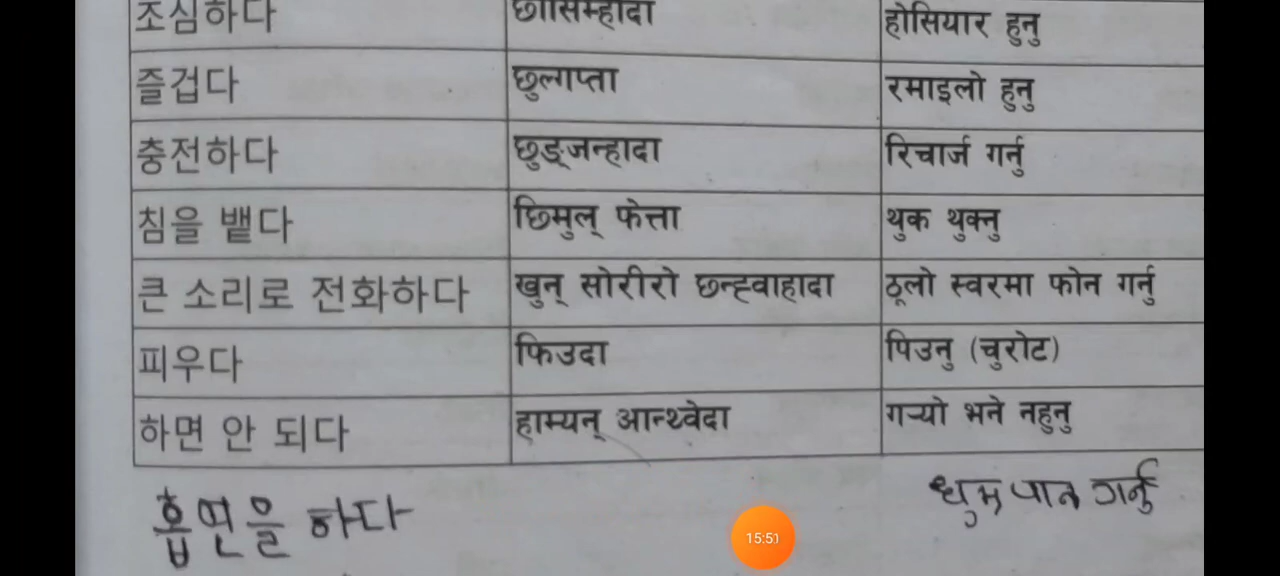 조심하다 छोसिम्हादा होसियार हुनु
즐겁다 छुल्गप्ता रमाइलो हुनु
충전하다 छुङ्जन्हादा रिचार्ज गर्नु
침을 뱉다 छिमुल् फेत्ता थुक थुक्नु
큰 소리로 전화하다 खुन् सोरीरो छन्ह्वाहादा ठूलो स्वरमा फोन गर्नु
피우다 फिउदा पिउनु (चुरोट)
하면 안 되다 हाम्यन् आन्थ्वेदा गर्‍यो भने नहुनु
흡연을 하다 धुम्रपान गर्नु
15:51